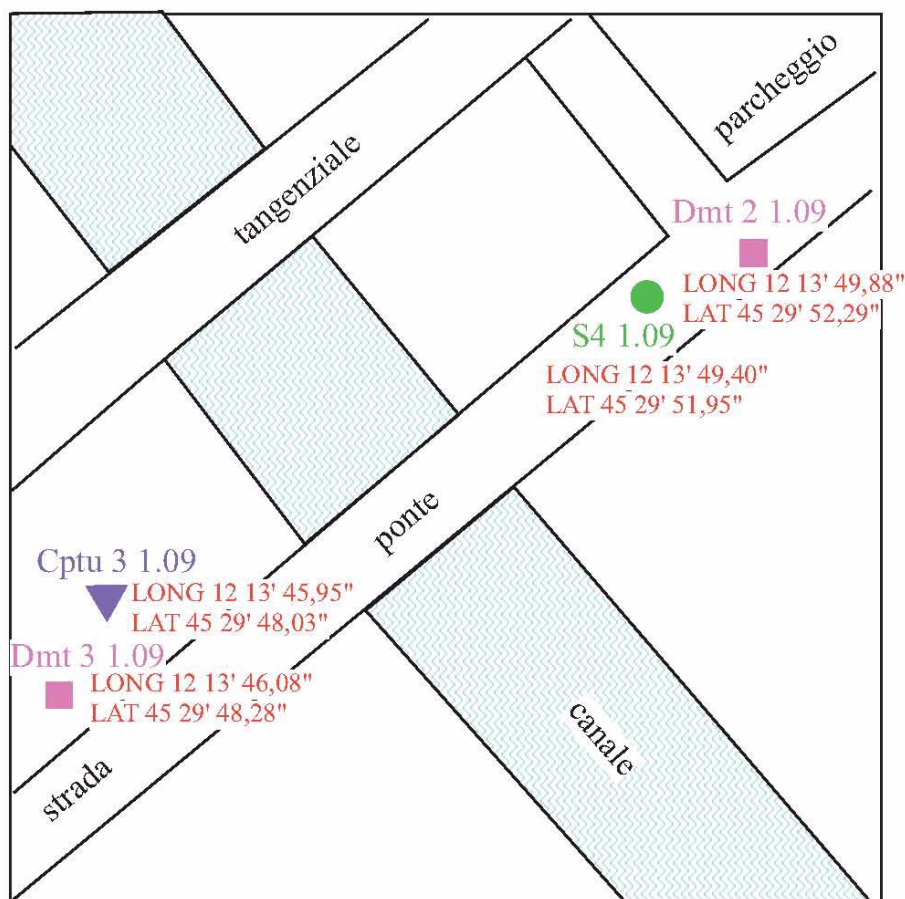 parcheggio
tangenziale
Dmt 2 1.09
LONG 12 13' 49,88"
LAT 45 29' 52,29"
S4 1.09
LONG 12 13' 49,40"
LAT 45 29' 51,95"
ponte
Cptu 3 1.09
LONG 12 13' 45,95"
LAT 45 29' 48,03"
Dmt 3 1.09
LONG 12 13' 46,08"
LAT 45 29' 48,28"
canale
strada